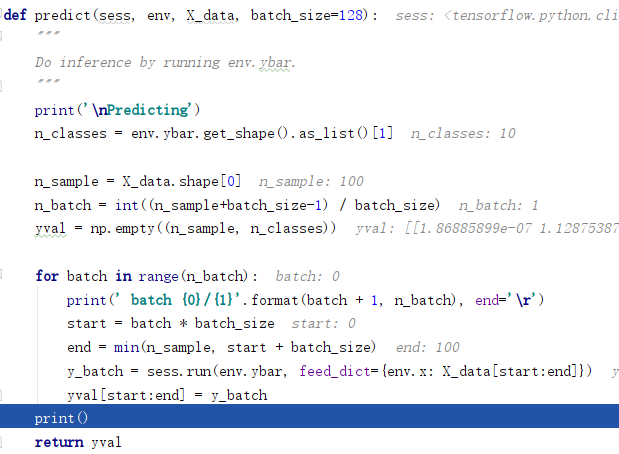 def predict(sess, env, X_data, batch_size=128):  sess: <tensorflow.python.cli
    """
    Do inference by running env.ybar.
    """
    print('\nPredicting')
    n_classes = env.ybar.get_shape().as_list()[1]  n_classes: 10

    n_sample = X_data.shape[0]  n_sample: 100
    n_batch = int((n_sample+batch_size-1) / batch_size)  n_batch: 1
    yval = np.empty((n_sample, n_classes))  yval: [[1.86885899e-07 1.12875387

    for batch in range(n_batch):  batch: 0
        print(' batch {0}/{1}'.format(batch + 1, n_batch), end='\r')
        start = batch * batch_size  start: 0
        end = min(n_sample, start + batch_size)  end: 100
        y_batch = sess.run(env.ybar, feed_dict={env.x: X_data[start:end]})  y
        yval[start:end] = y_batch
    print()
    return yval